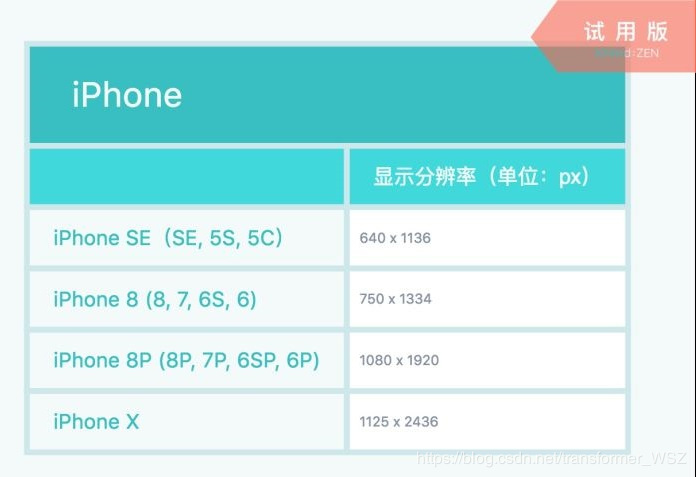 试用版
iPhone
显示分辨率（单位：px）
iPhone SE（SE, 5S, 5C） 640 x 1136
iPhone 8 (8, 7, 6S, 6) 750 x 1334
iPhone 8P (8P, 7P, 6SP, 6P) 1080 x 1920
iPhone X 1125 x 2436
https://blog.csdn.net/transformer_WSZ